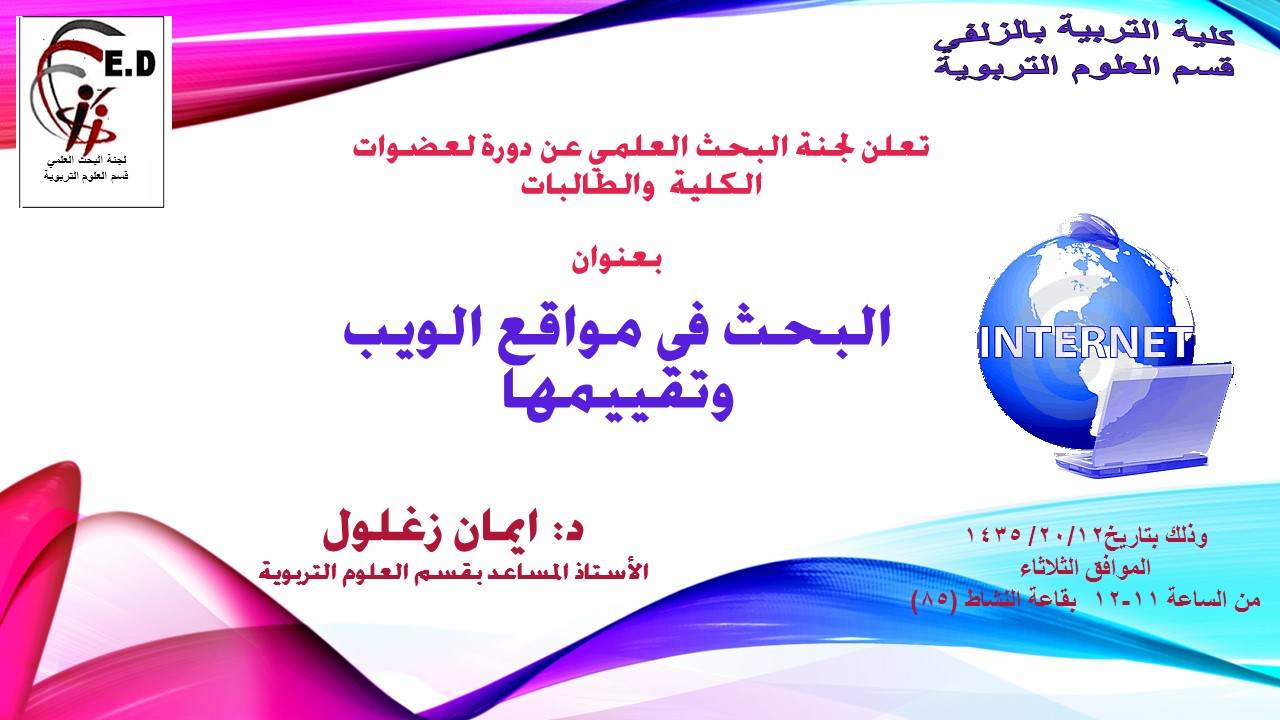 كلية التربية بالزلفي
قسم العلوم التربوية
E.D
لجنة البحث العلمي
قسم العلوم التربوية
تعلن لجنة البحث العلمي عن دورة لعضوات
الكلية والطالبات
بعنوان
البحث في مواقع الويب
وتقييمها
INTERNET
د: ايمان زغلول
الأستاذ المساعد بقسم العلوم التربوية
وذلك بتاريخ٢٠/١٢/ ١٤٣٥
الموافق الثلاثاء
من الساعة ١١-١٢ بقاعة النشاط (٨٥)